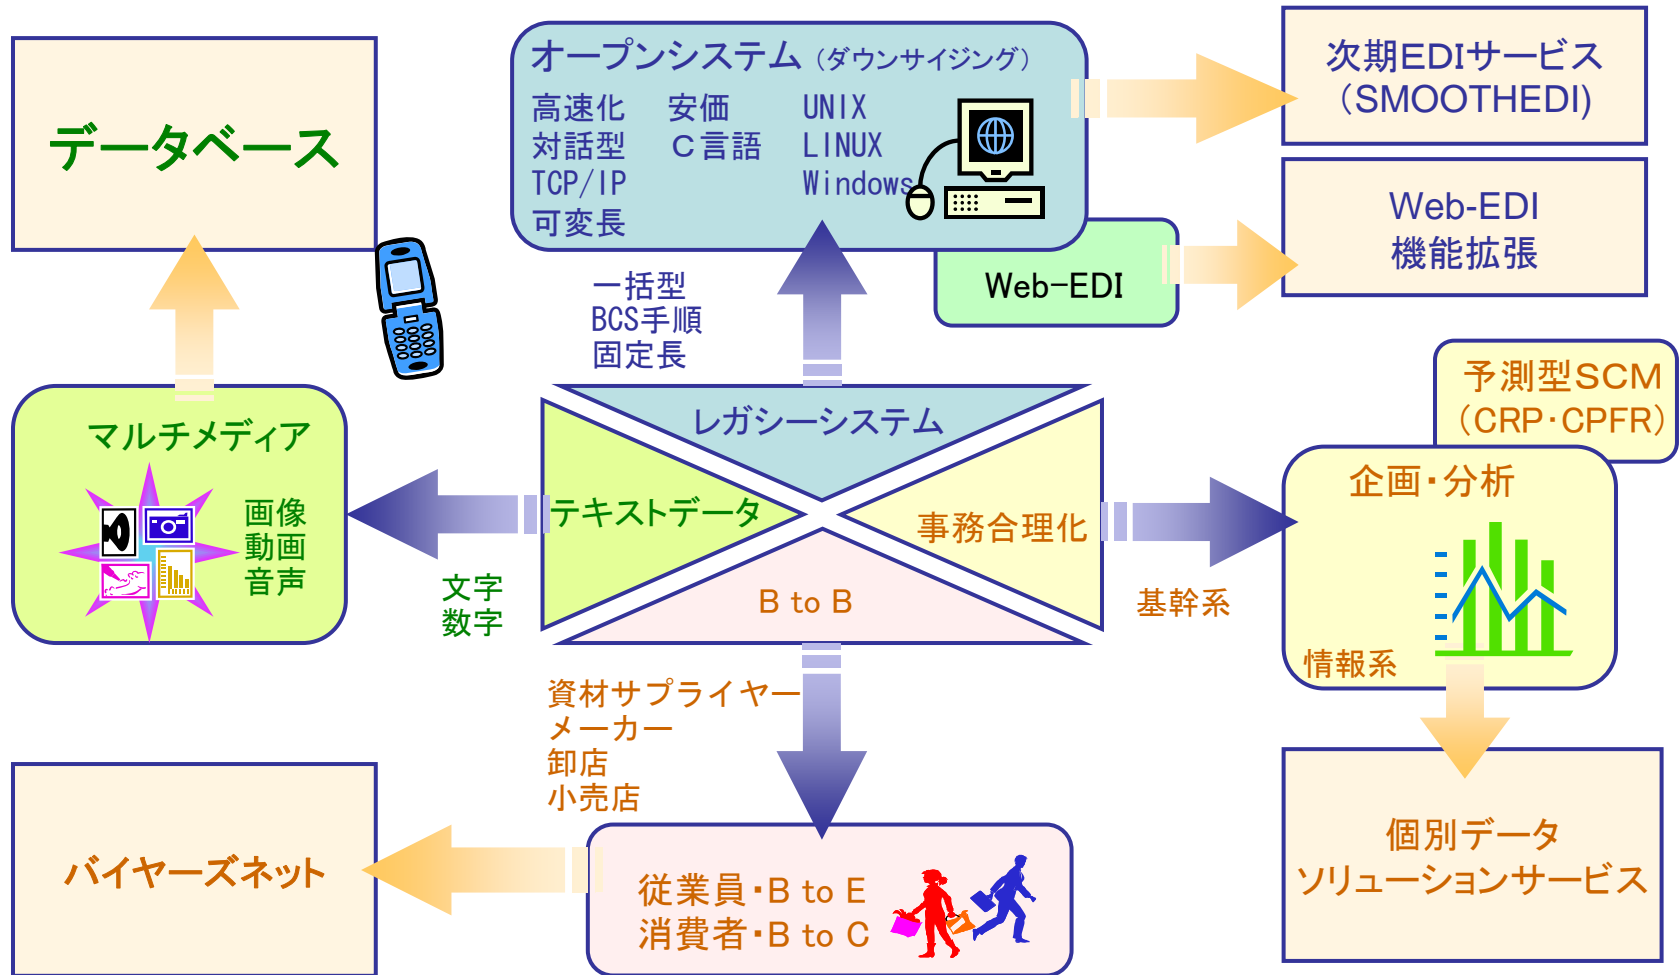 データベース
オープンシステム（ダウンサイジング）
高速化 安価 UNIX
対話型 C言語 LINUX
TCP/IP Windows
可変長
次期EDIサービス
（SMOOTHEDI)
Web-EDI
機能拡張
Web-EDI
一括型
BCS手順
固定長
予測型SCM
（CRP･CPFR）
マルチメディア
画像
動画
音声
レガシーシステム
テキストデータ
事務合理化
B to B
企画・分析
情報系
文字
数字
基幹系
資材サプライヤー
メーカー
卸店
小売店
バイヤーズネット
従業員・B to E
消費者・B to C
個別データ
ソリューションサービス